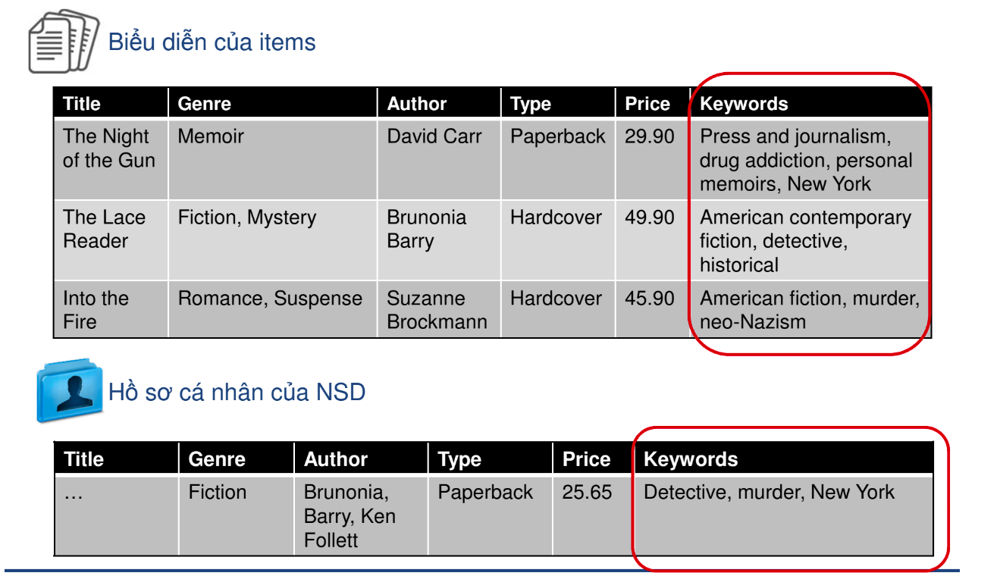 Biểu diễn của items
Title Genre Author Type Price Keywords
The Night of the Gun Memoir David Carr Paperback 29.90 Press and journalism, drug addiction, personal memoirs, New York
The Lace Reader Fiction, Mystery Brunonia Barry Hardcover 49.90 American contemporary fiction, detective, historical
Into the Fire Romance, Suspense Suzanne Brockmann Hardcover 45.90 American fiction, murder, neo-Nazism
Hồ sơ cá nhân của NSD
Title Genre Author Type Price Keywords
… Fiction Brunonia, Barry, Ken Follett Paperback 25.65 Detective, murder, New York